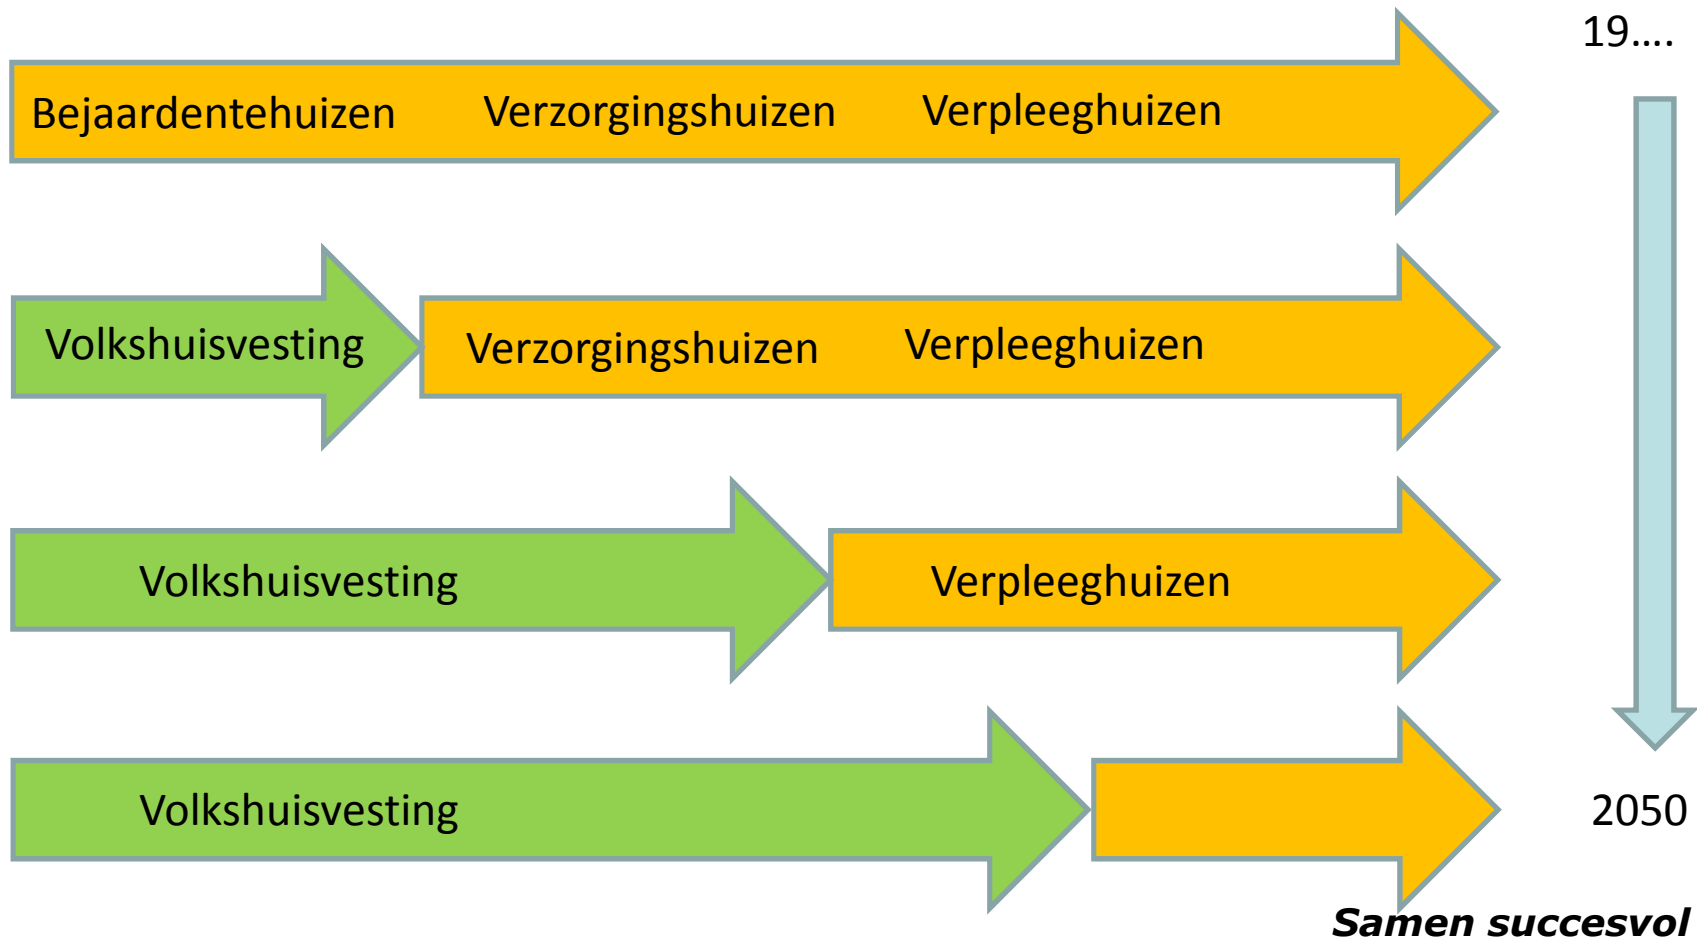 19....
Bejaardentehuizen Verzorgingshuizen Verpleeghuizen
Volkshuisvesting Verzorgingshuizen Verpleeghuizen
Volkshuisvesting Verpleeghuizen
Volkshuisvesting 2050
Samen succesvol